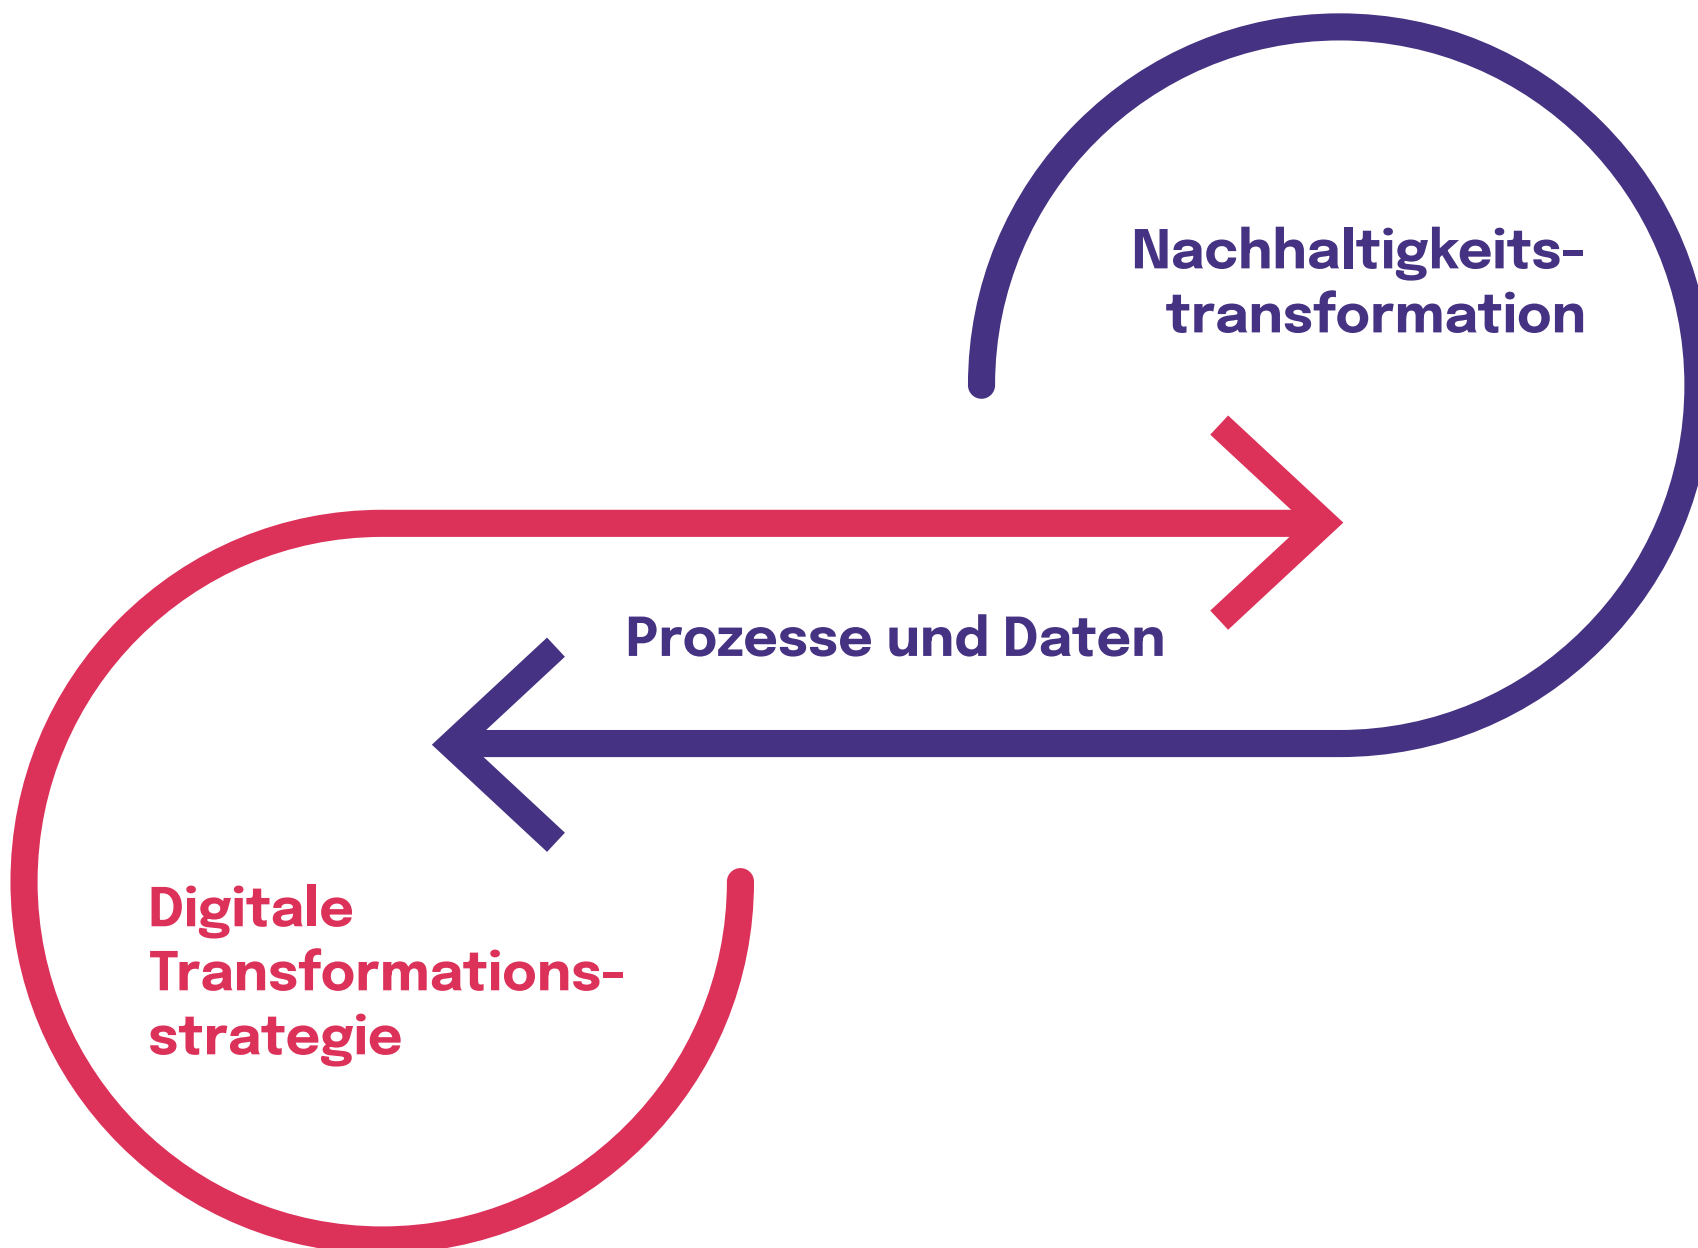 Nachhaltigkeits-
transformation
Prozesse und Daten
Digitale
Transformations-
strategie